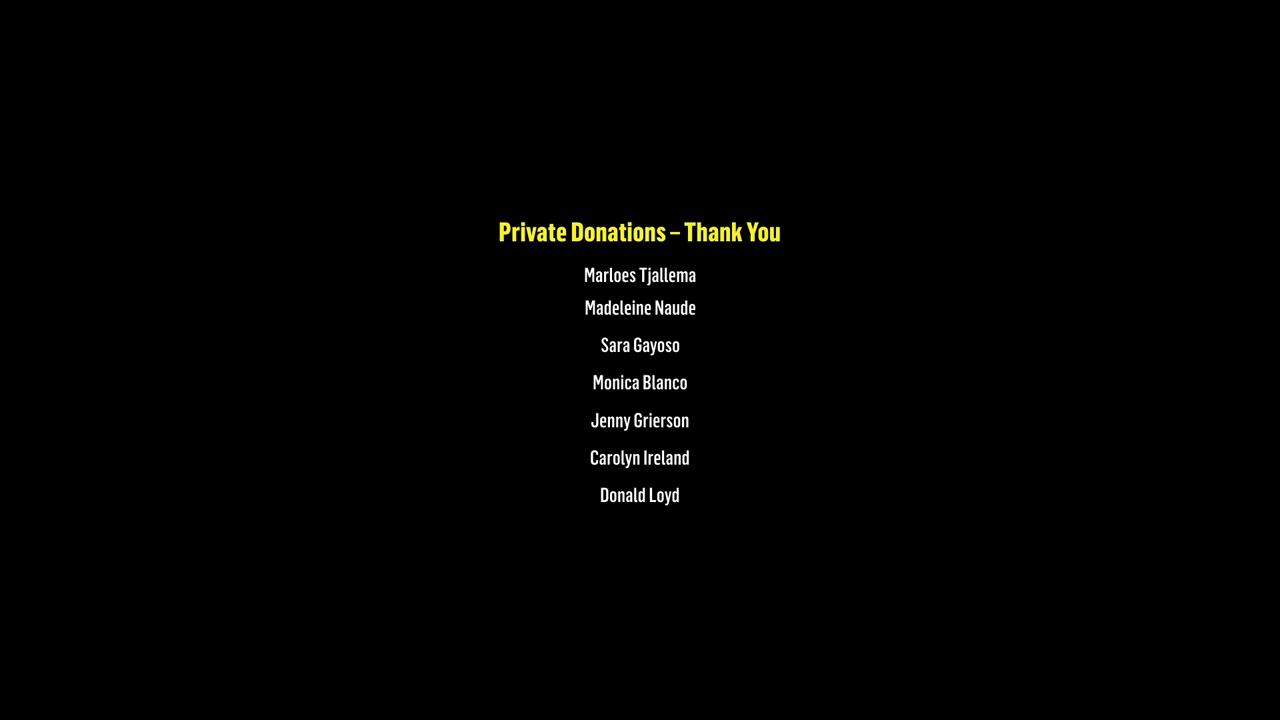 Private Donations – Thank You
Marloes Tjallema
Madeleine Naude
Sara Gayoso
Monica Blanco
Jenny Grierson
Carolyn Ireland
Donald Loyd